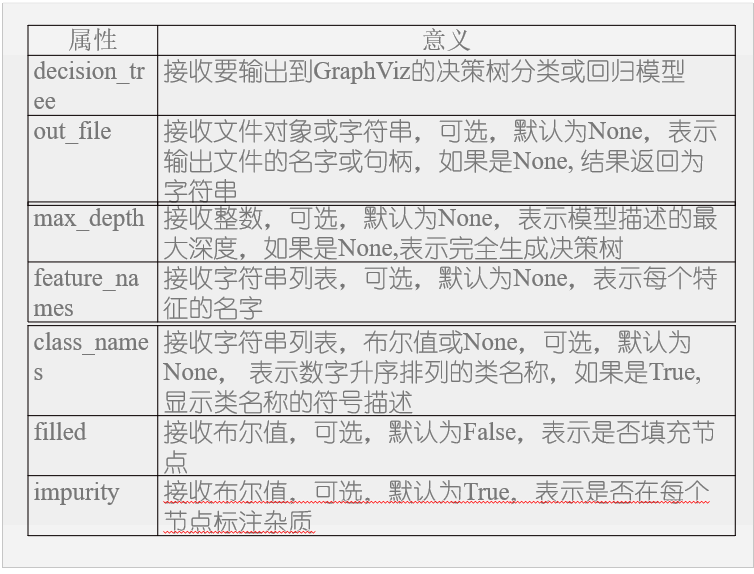 属性 意义
decision_tr 接收要输出到GraphViz的决策树分类或回归模型
ee
out_file 接收文件对象或字符串，可选，默认为None，表示
输出文件的名字或句柄，如果是None, 结果返回为
字符串
max_depth 接收整数，可选，默认为None，表示模型描述的最
大深度，如果是None,表示完全生成决策树
feature_na 接收字符串列表，可选，默认为None，表示每个特
mes 征的名字
class_name 接收字符串列表，布尔值或None，可选，默认为
s None， 表示数字升序排列的类名称，如果是True,
显示类名称的符号描述
filled 接收布尔值，可选，默认为False，表示是否填充节
点
impurity 接收布尔值，可选，默认为True，表示是否在每个
节点标注杂质